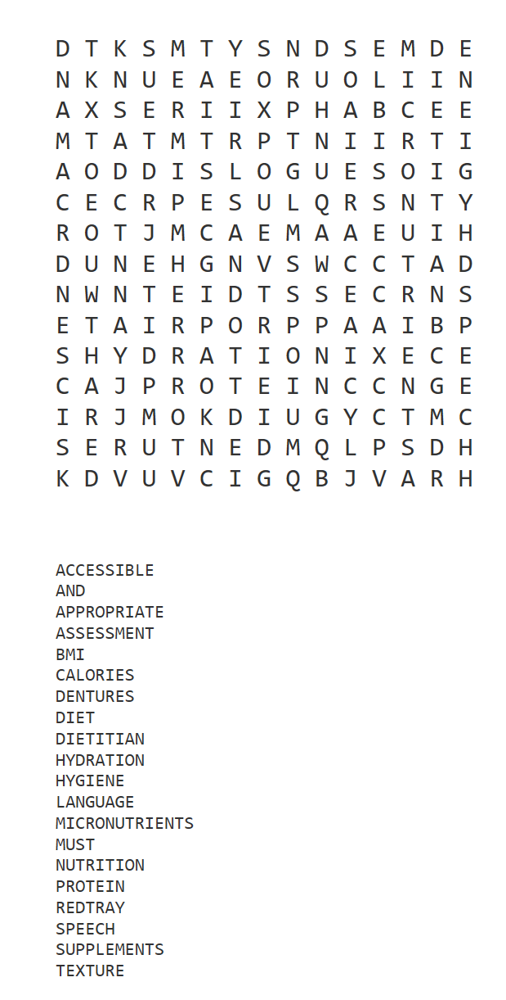 D T K S M T Y S N D S E M D E
N K N U E A E O R U O L I I N
A X S E R I I X P H A B C E E
M T A T M T R P T N I I R T I
A O D D I S L O G U E S O I G
C E C R P E S U L Q R S N T Y
R O T J M C A E M A A E U I H
D U N E H G N V S W C C T A D
N W N T E I D T S S E C R N S
E T A I R P O R P P A A I B P
S H Y D R A T I O N I X E C E
C A J P R O T E I N C C N G E
I R J M O K D I U G Y C T M C
S E R U T N E D M Q L P S D H
K D V U V C I G Q B J V A R H
ACCESSIBLE
AND
APPROPRIATE
ASSESSMENT
BMI
CALORIES
DENTURES
DIET
DIETITIAN
HYDRATION
HYGIENE
LANGUAGE
MICRONUTRIENTS
MUST
NUTRITION
PROTEIN
REDTRAY
SPEECH
SUPPLEMENTS
TEXTURE